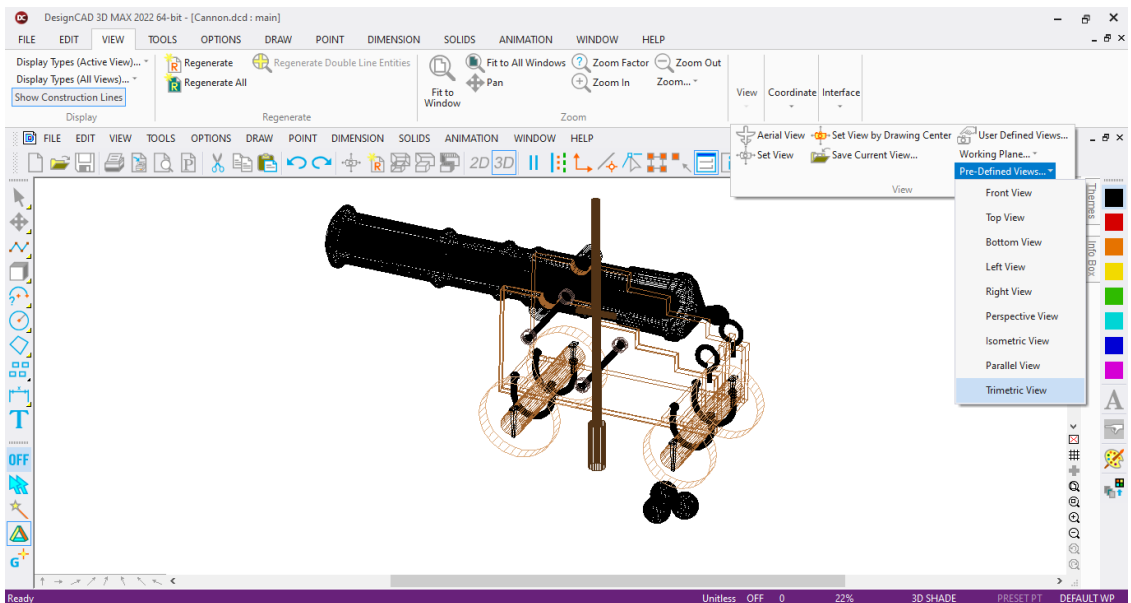 DesignCAD 3D MAX 2022 64-bit - [Cannon.dcd : main]
FILE EDIT VIEW TOOLS OPTIONS DRAW POINT DIMENSION SOLIDS ANIMATION WINDOW HELP
Display Types (Active View)...
Display Types (All Views)...
Show Construction Lines
Display
Regenerate
Regenerate All
Regenerate Double Line Entities
Regenerate
Fit to Window
Fit to All Windows
Pan
Zoom Factor
Zoom In
Zoom Out
Zoom...
Zoom
View
Coordinate
Interface
FILE EDIT VIEW TOOLS OPTIONS DRAW POINT DIMENSION SOLIDS ANIMATION WINDOW HELP
2D 3D
Aerial View
Set View by Drawing Center
User Defined Views...
Set View
Save Current View...
Working Plane...
Pre-Defined Views...
View
Front View
Top View
Bottom View
Left View
Right View
Perspective View
Isometric View
Parallel View
Trimetric View
Themes
Info Box
A
T
OFF
G
Ready
Unitless OFF 0 22% 3D SHADE PRESET PT DEFAULT WP